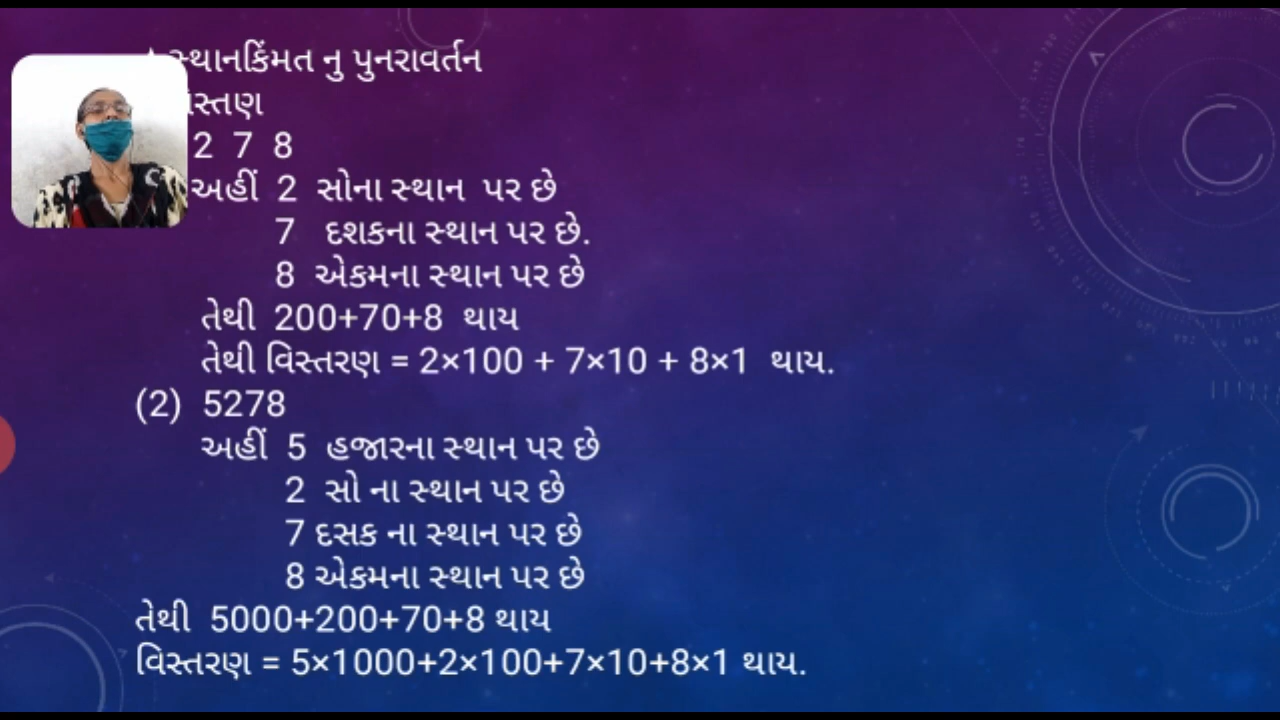 સ્થાનકિંમત નુ પુનરાવર્તન
2 7 8
અહીં 2 સોના સ્થાન પર છે
7 દશકના સ્થાન પર છે.
8 એકમના સ્થાન પર છે
તેથી 200+70+8 થાય
તેથી વિસ્તરણ = 2×100 + 7×10 + 8×1 થાય.
(2) 5278
અહીં 5 હજારના સ્થાન પર છે
2 સો ના સ્થાન પર છે
7 દસક ના સ્થાન પર છે
8 એકમના સ્થાન પર છે
તેથી 5000+200+70+8 થાય
વિસ્તરણ = 5×1000+2×100+7×10+8×1 થાય.